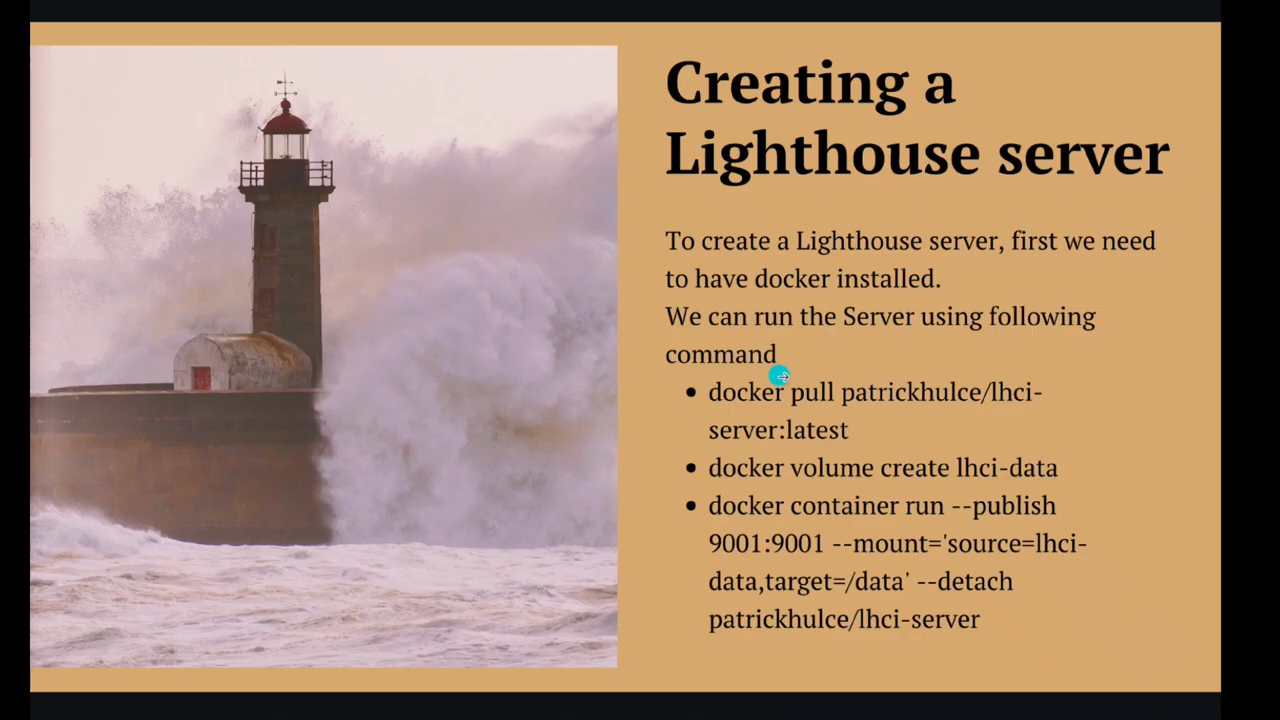 Creating a
Lighthouse server
To create a Lighthouse server, first we need
to have docker installed.
We can run the Server using following
command
• docker pull patrickhulce/lhci-
server:latest
• docker volume create lhci-data
• docker container run --publish
9001:9001 --mount='source=lhci-
data,target=/data' --detach
patrickhulce/lhci-server